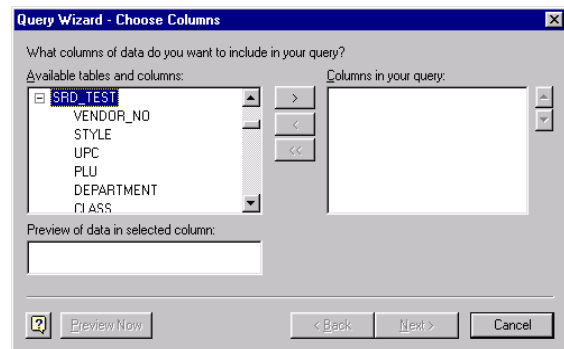 Query Wizard - Choose Columns
What columns of data do you want to include in your query?
Available tables and columns:
Columns in your query:
SRD_TEST
VENDOR_NO
STYLE
UPC
PLU
DEPARTMENT
CLASS
>
<
<<
Preview of data in selected column:
Preview Now
< Back
Next >
Cancel